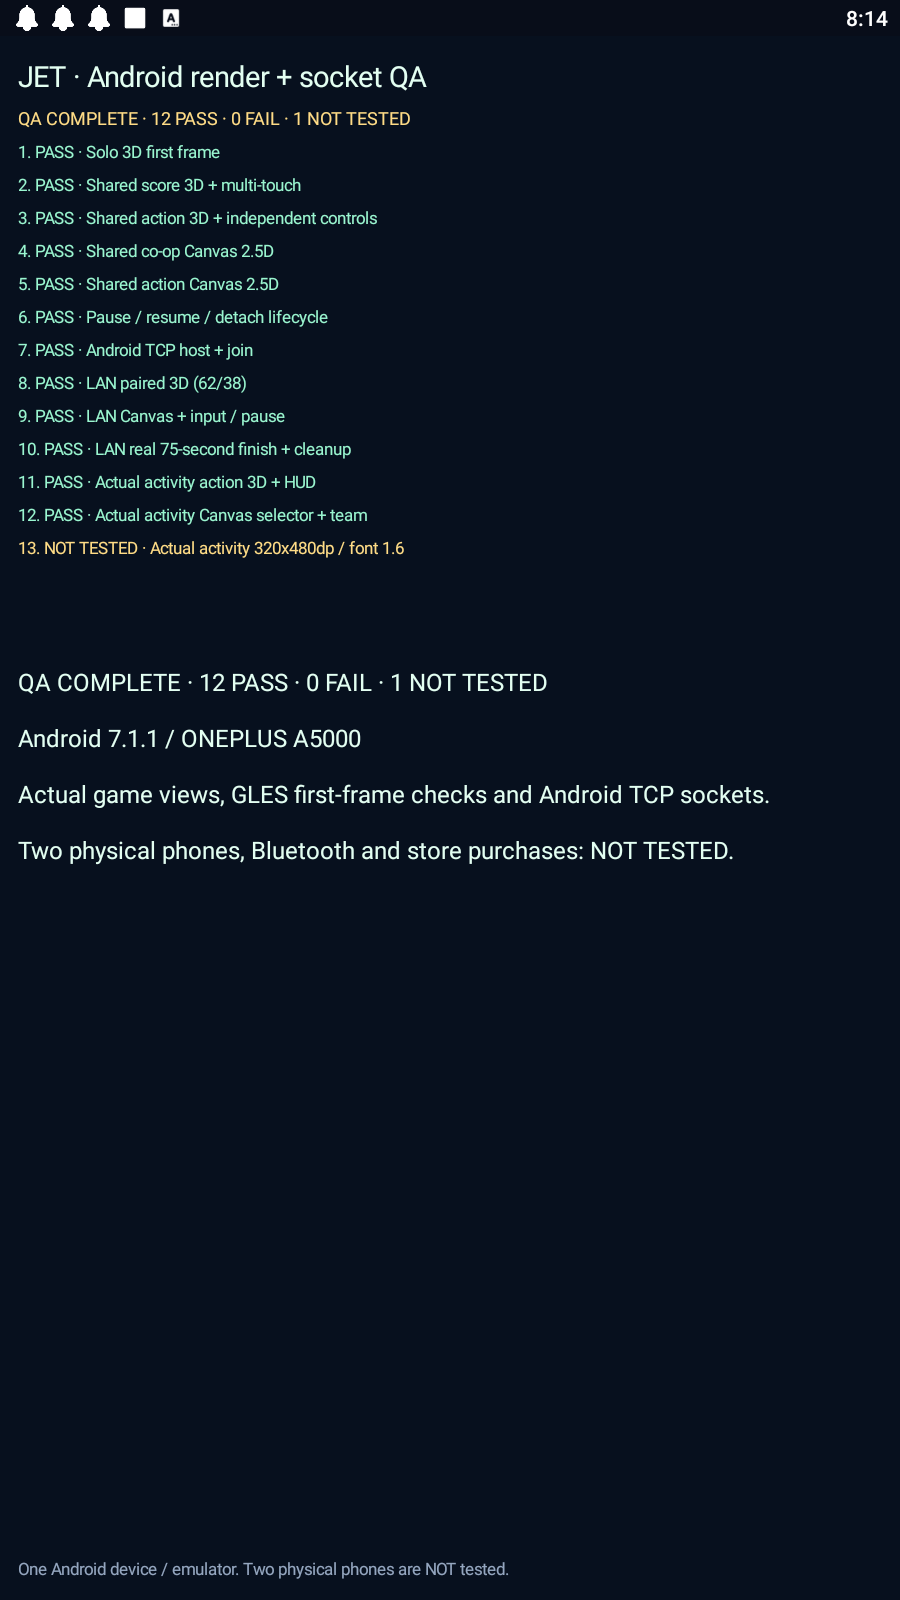 8:14
JET · Android render + socket QA
QA COMPLETE · 12 PASS · 0 FAIL · 1 NOT TESTED
1. PASS · Solo 3D first frame
2. PASS · Shared score 3D + multi-touch
3. PASS · Shared action 3D + independent controls
4. PASS · Shared co-op Canvas 2.5D
5. PASS · Shared action Canvas 2.5D
6. PASS · Pause / resume / detach lifecycle
7. PASS · Android TCP host + join
8. PASS · LAN paired 3D (62/38)
9. PASS · LAN Canvas + input / pause
10. PASS · LAN real 75-second finish + cleanup
11. PASS · Actual activity action 3D + HUD
12. PASS · Actual activity Canvas selector + team
13. NOT TESTED · Actual activity 320x480dp / font 1.6
QA COMPLETE · 12 PASS · 0 FAIL · 1 NOT TESTED
Android 7.1.1 / ONEPLUS A5000
Actual game views, GLES first-frame checks and Android TCP sockets.
Two physical phones, Bluetooth and store purchases: NOT TESTED.
One Android device / emulator. Two physical phones are NOT tested.